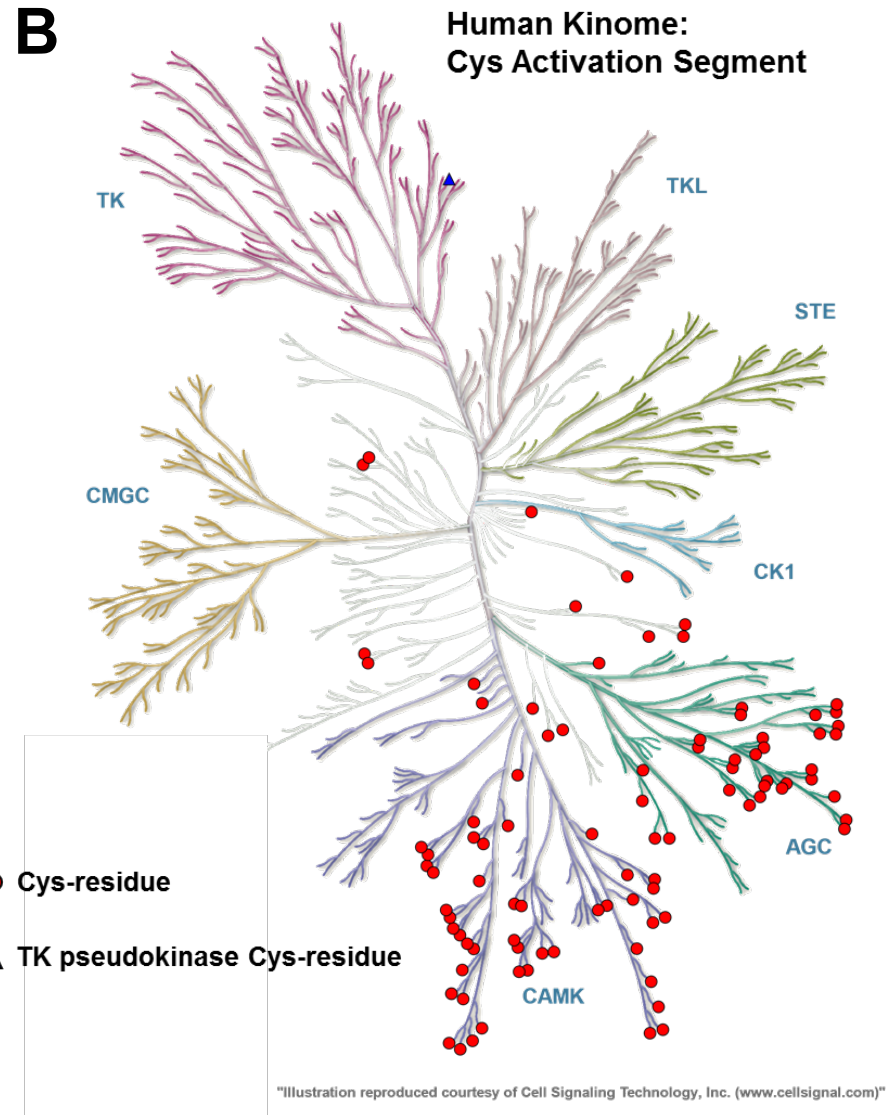 B
Human Kinome:
Cys Activation Segment
TK
TKL
STE
CMGC
CK1
AGC
Cys-residue
TK pseudokinase Cys-residue
CAMK
"Illustration reproduced courtesy of Cell Signaling Technology, Inc. (www.cellsignal.com)"